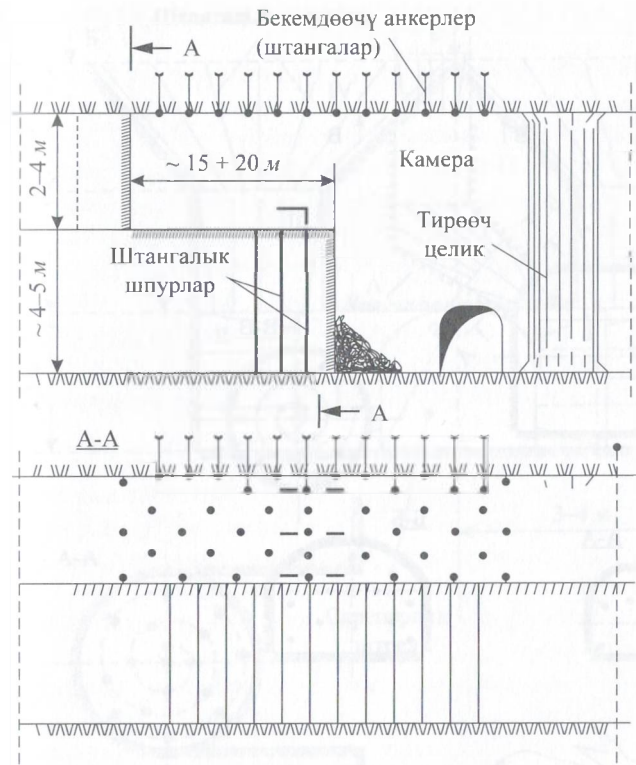 Бекемдөөчү анкерлер
(штангалар)
А
2–4 м
~ 15 + 20 м
Камера
Тирөөч
целик
Штангалык
шпурлар
~ 4–5 м
А
А-А